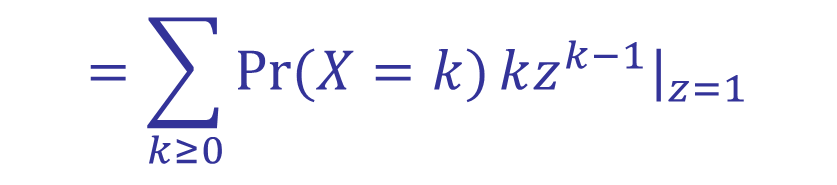 = ∑_{k≥0} Pr(X = k) kz^{k−1}|_{z=1}